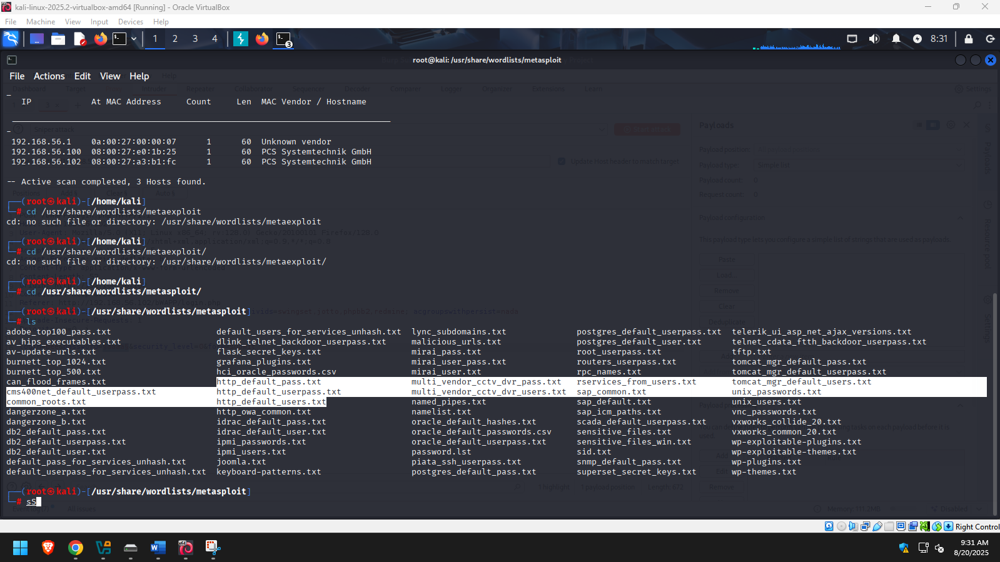 kali-linux-2025.2-virtualbox-amd64 [Running] - Oracle VirtualBox
File Machine View Input Devices Help
1 2 3 4 3 8:31
root@kali: /usr/share/wordlists/metasploit
File Actions Edit View Help
IP At MAC Address Count Len MAC Vendor / Hostname
192.168.56.1 0a:00:27:00:00:07 1 60 Unknown vendor
192.168.56.100 08:00:27:e0:1b:25 1 60 PCS Systemtechnik GmbH
192.168.56.102 08:00:27:a3:b1:fc 1 60 PCS Systemtechnik GmbH
-- Active scan completed, 3 Hosts found.
(root㉿kali)-[/home/kali]
# cd /usr/share/wordlists/metaexploit
cd: no such file or directory: /usr/share/wordlists/metaexploit
(root㉿kali)-[/home/kali]
# cd /usr/share/wordlists/metaexploit/
cd: no such file or directory: /usr/share/wordlists/metaexploit/
(root㉿kali)-[/home/kali]
# cd /usr/share/wordlists/metasploit/
(root㉿kali)-[/usr/share/wordlists/metasploit]
# ls
adobe_top100_pass.txt default_users_for_services_unhash.txt lync_subdomains.txt postgres_default_userpass.txt telerik_ui_asp_net_ajax_versions.txt
av_hips_executables.txt dlink_telnet_backdoor_userpass.txt malicious_urls.txt postgres_default_user.txt telnet_cdata_ftth_backdoor_userpass.txt
av-update-urls.txt flask_secret_keys.txt mirai_pass.txt root_userpass.txt tftp.txt
burnett_top_1024.txt grafana_plugins.txt mirai_user_pass.txt routers_userpass.txt tomcat_mgr_default_pass.txt
burnett_top_500.txt hci_oracle_passwords.csv mirai_user.txt rpc_names.txt tomcat_mgr_default_userpass.txt
can_flood_frames.txt http_default_pass.txt multi_vendor_cctv_dvr_pass.txt rservices_from_users.txt tomcat_mgr_default_users.txt
cms400net_default_userpass.txt http_default_userpass.txt multi_vendor_cctv_dvr_users.txt sap_common.txt unix_passwords.txt
common_roots.txt http_default_users.txt named_pipes.txt sap_default.txt unix_users.txt
dangerzone_a.txt http_owa_common.txt namelist.txt sap_icm_paths.txt vnc_passwords.txt
dangerzone_b.txt idrac_default_pass.txt oracle_default_hashes.txt scada_default_userpass.txt vxworks_collide_20.txt
db2_default_pass.txt idrac_default_user.txt oracle_default_passwords.csv sensitive_files.txt vxworks_common_20.txt
db2_default_userpass.txt ipmi_passwords.txt oracle_default_userpass.txt sensitive_files_win.txt wp-exploitable-plugins.txt
db2_default_user.txt ipmi_users.txt password.lst sid.txt wp-exploitable-themes.txt
default_pass_for_services_unhash.txt joomla.txt piata_ssh_userpass.txt snmp_default_pass.txt wp-plugins.txt
default_userpass_for_services_unhash.txt keyboard-patterns.txt postgres_default_pass.txt superset_secret_keys.txt wp-themes.txt
(root㉿kali)-[/usr/share/wordlists/metasploit]
# sS
Right Control
9:31 AM
8/20/2025